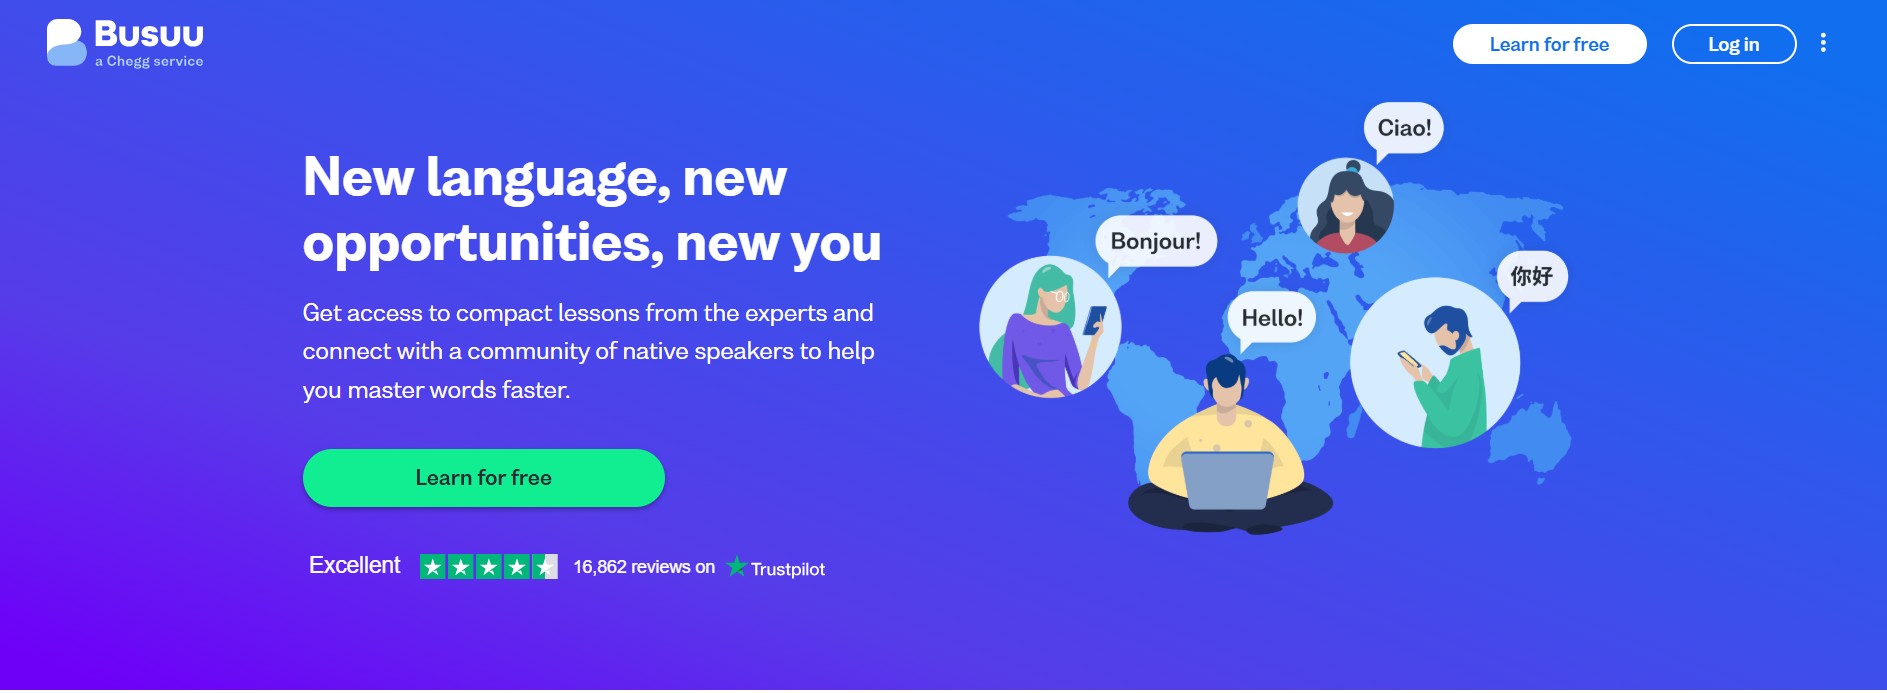 Busuu
a Chegg service
Learn for free
Log in
New language, new
opportunities, new you
Get access to compact lessons from the experts and
connect with a community of native speakers to help
you master words faster.
Learn for free
Excellent
16,862 reviews on
Trustpilot
Ciao!
Bonjour!
你好
Hello!